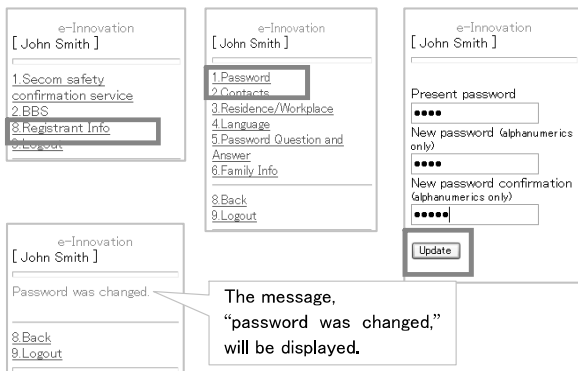 e-Innovation
[ John Smith ]
1.Secom safety
confirmation service
2.BBS
8.Registrant Info
9.Logout
e-Innovation
[ John Smith ]
1.Password
2.Contacts
3.Residence/Workplace
4.Language
5.Password Question and
Answer
6.Family Info
8.Back
9.Logout
e-Innovation
[ John Smith ]
Present password
●●●●
New password (alphanumerics
only)
●●●●
New password confirmation
(alphanumerics only)
●●●●●
Update
e-Innovation
[ John Smith ]
Password was changed.
8.Back
9.Logout
The message,
“password was changed,”
will be displayed.